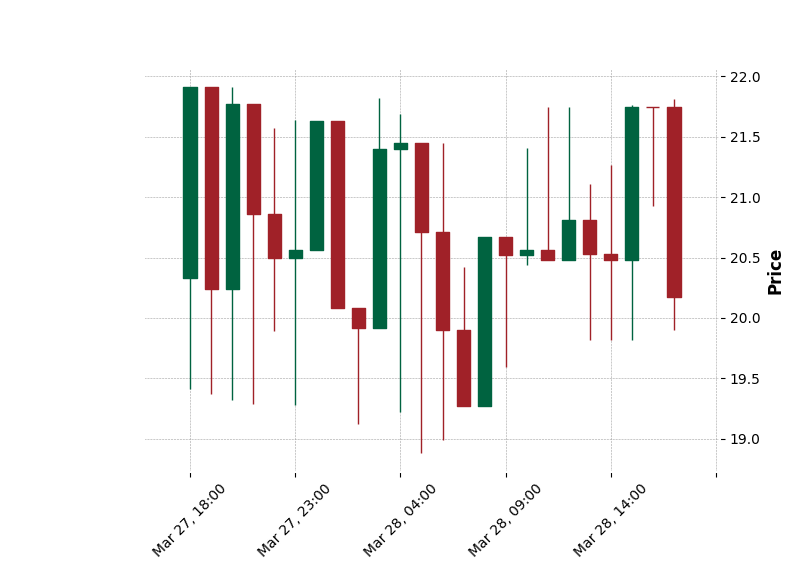 22.0
21.5
21.0
20.5
20.0
19.5
19.0
Price
Mar 27, 18:00
Mar 27, 23:00
Mar 28, 04:00
Mar 28, 09:00
Mar 28, 14:00